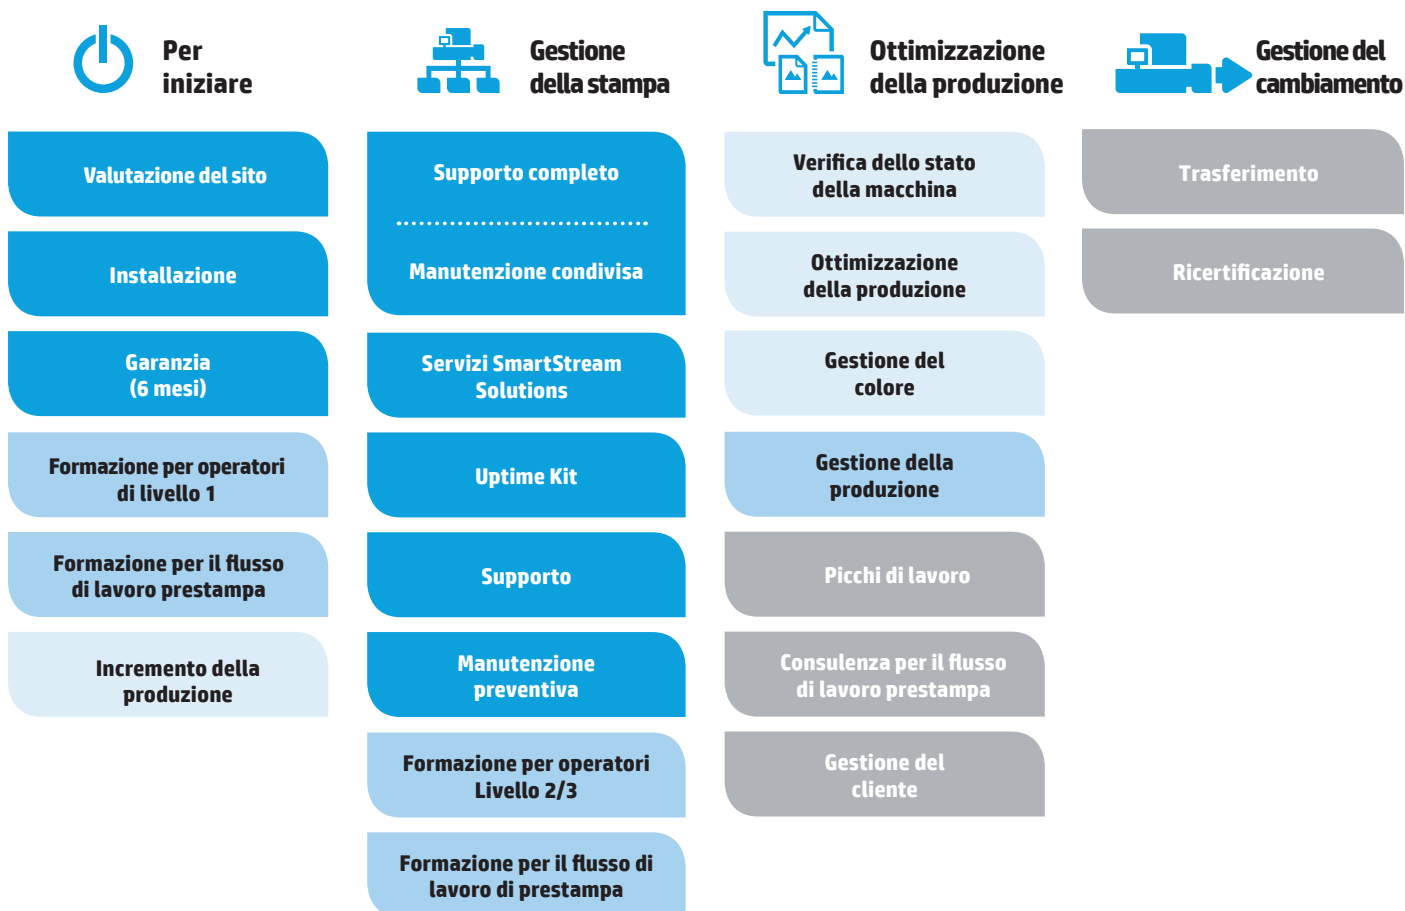 Per
iniziare
Valutazione del sito
Installazione
Garanzia
(6 mesi)
Formazione per operatori
di livello 1
Formazione per il flusso
di lavoro prestampa
Incremento della
produzione
Gestione
della stampa
Supporto completo
Manutenzione condivisa
Servizi SmartStream
Solutions
Uptime Kit
Supporto
Manutenzione
preventiva
Formazione per operatori
Livello 2/3
Formazione per il flusso di
lavoro di prestampa
Ottimizzazione
della produzione
Verifica dello stato
della macchina
Ottimizzazione
della produzione
Gestione del
colore
Gestione della
produzione
Picchi di lavoro
Consulenza per il flusso
di lavoro prestampa
Gestione del
cliente
Gestione del
cambiamento
Trasferimento
Ricertificazione